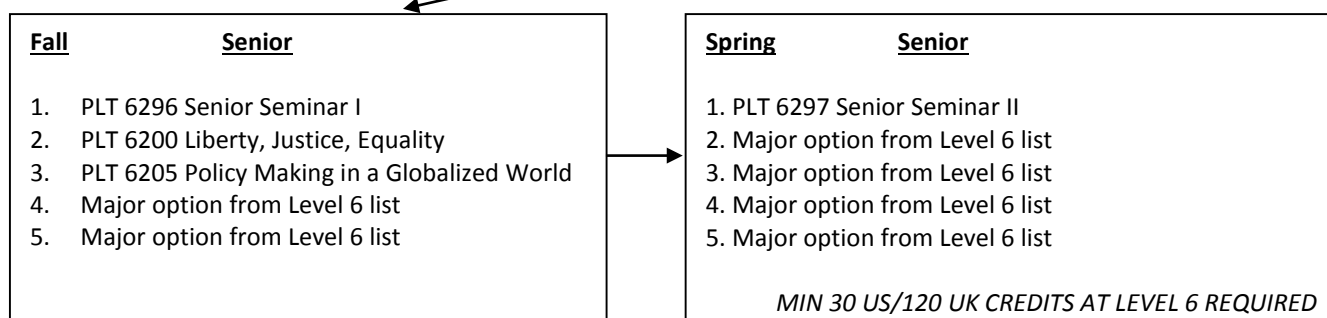 Fall Senior
1. PLT 6296 Senior Seminar I
2. PLT 6200 Liberty, Justice, Equality
3. PLT 6205 Policy Making in a Globalized World
4. Major option from Level 6 list
5. Major option from Level 6 list
Spring Senior
1. PLT 6297 Senior Seminar II
2. Major option from Level 6 list
3. Major option from Level 6 list
4. Major option from Level 6 list
5. Major option from Level 6 list
MIN 30 US/120 UK CREDITS AT LEVEL 6 REQUIRED